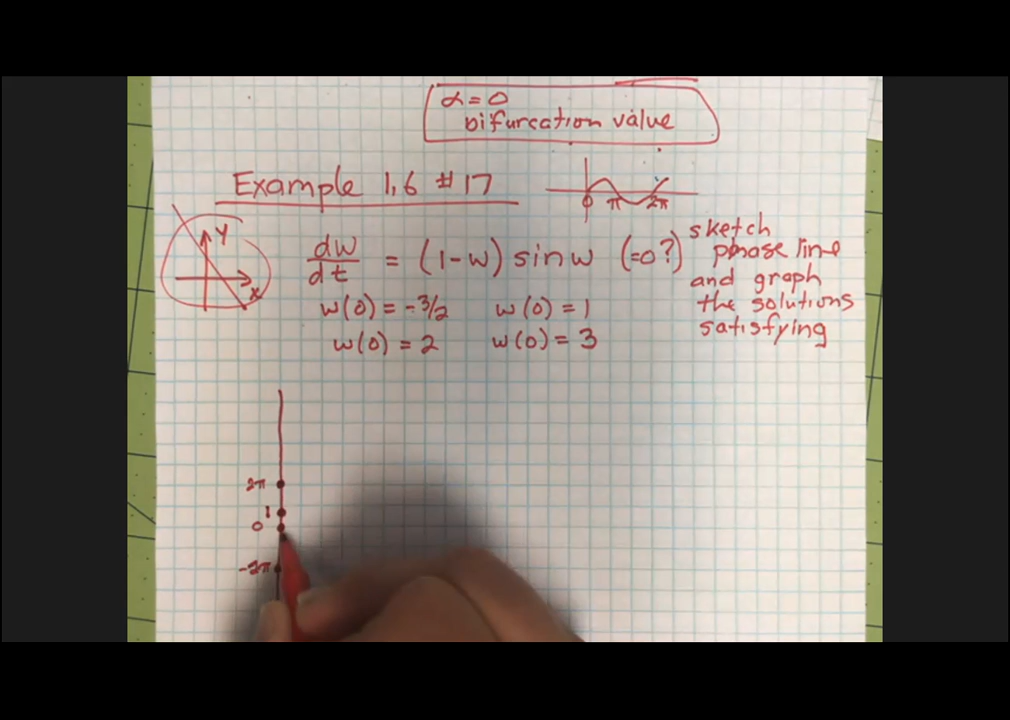 α = 0
bifurcation value
Example 1,6 #17
0 π 2π
y
x
dw/dt = (1-w) sin w (=0?)
sketch
phase line
and graph
the solutions
satisfying
w(0) = -3/2 w(0) = 1
w(0) = 2 w(0) = 3
2π
1
0
-2π